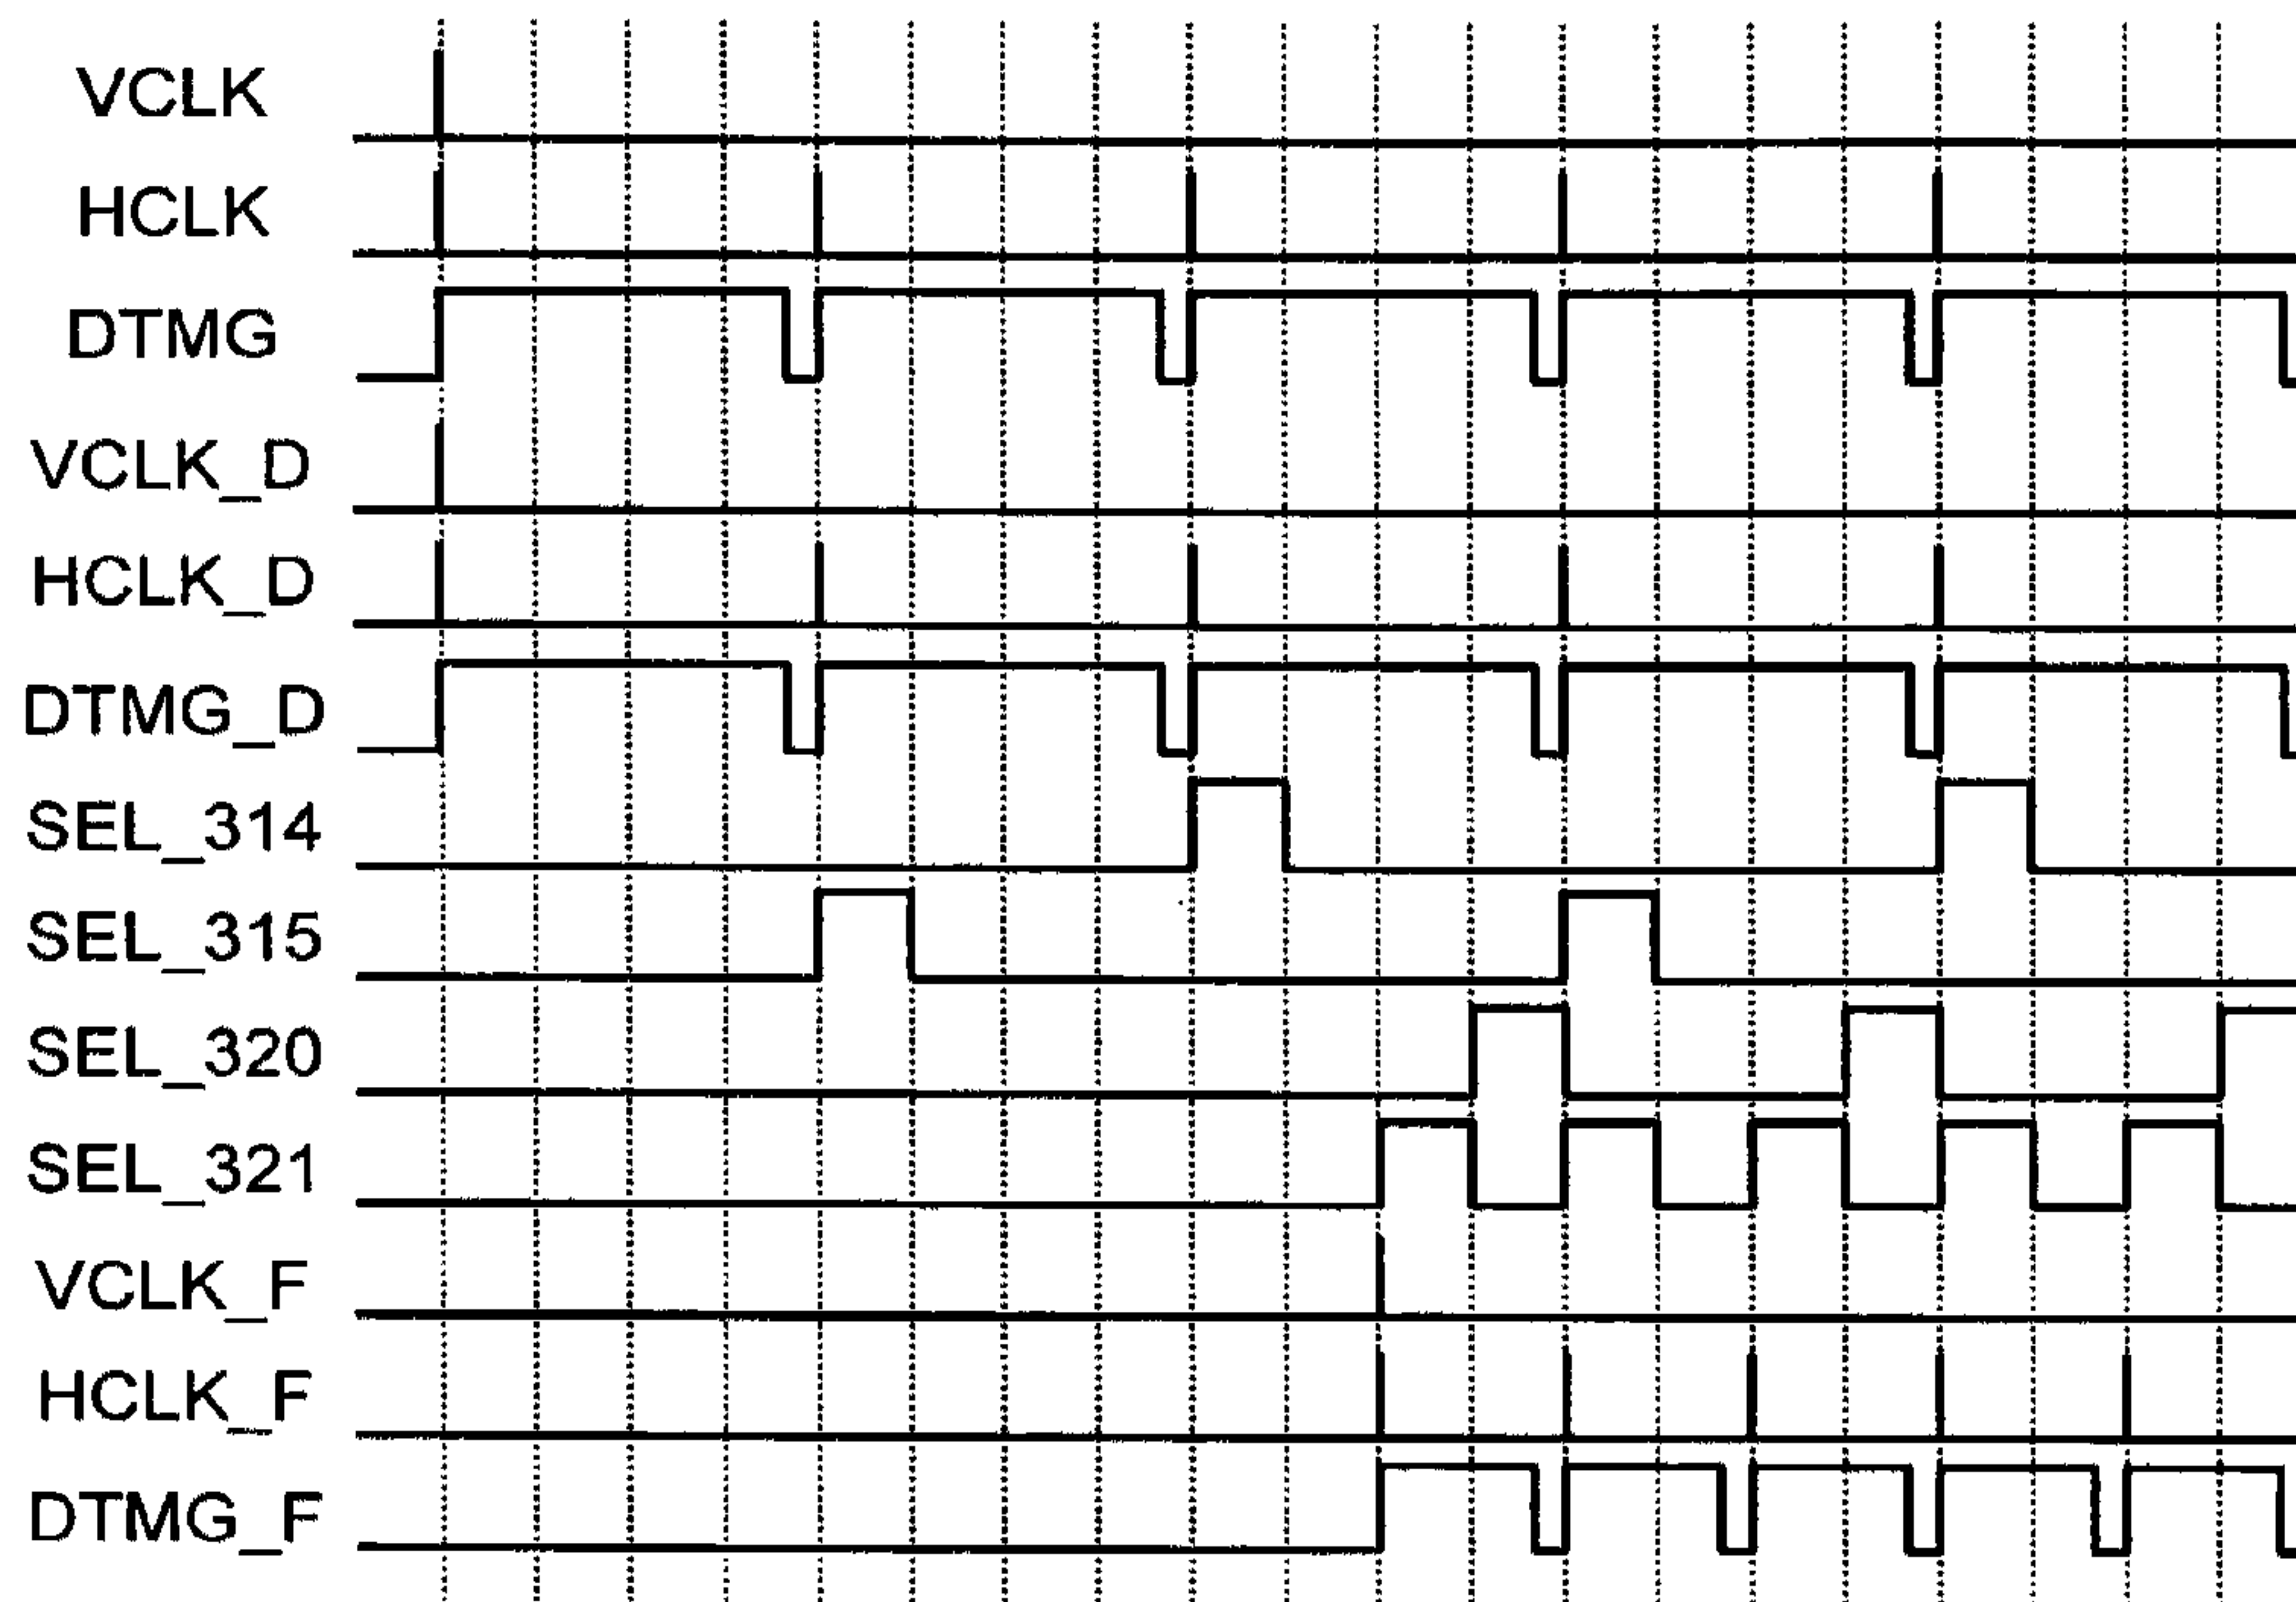 VCLK
HCLK
DTMG
VCLK_D
HCLK_D
DTMG_D
SEL_314
SEL_315
SEL_320
SEL_321
VCLK_F
HCLK_F
DTMG_F